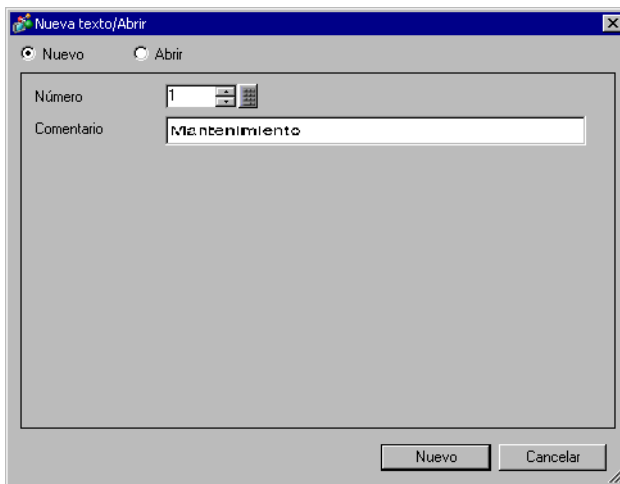 Nueva texto/Abrir
Nuevo Abrir
Número 1
Comentario Mantenimiento
Nuevo Cancelar